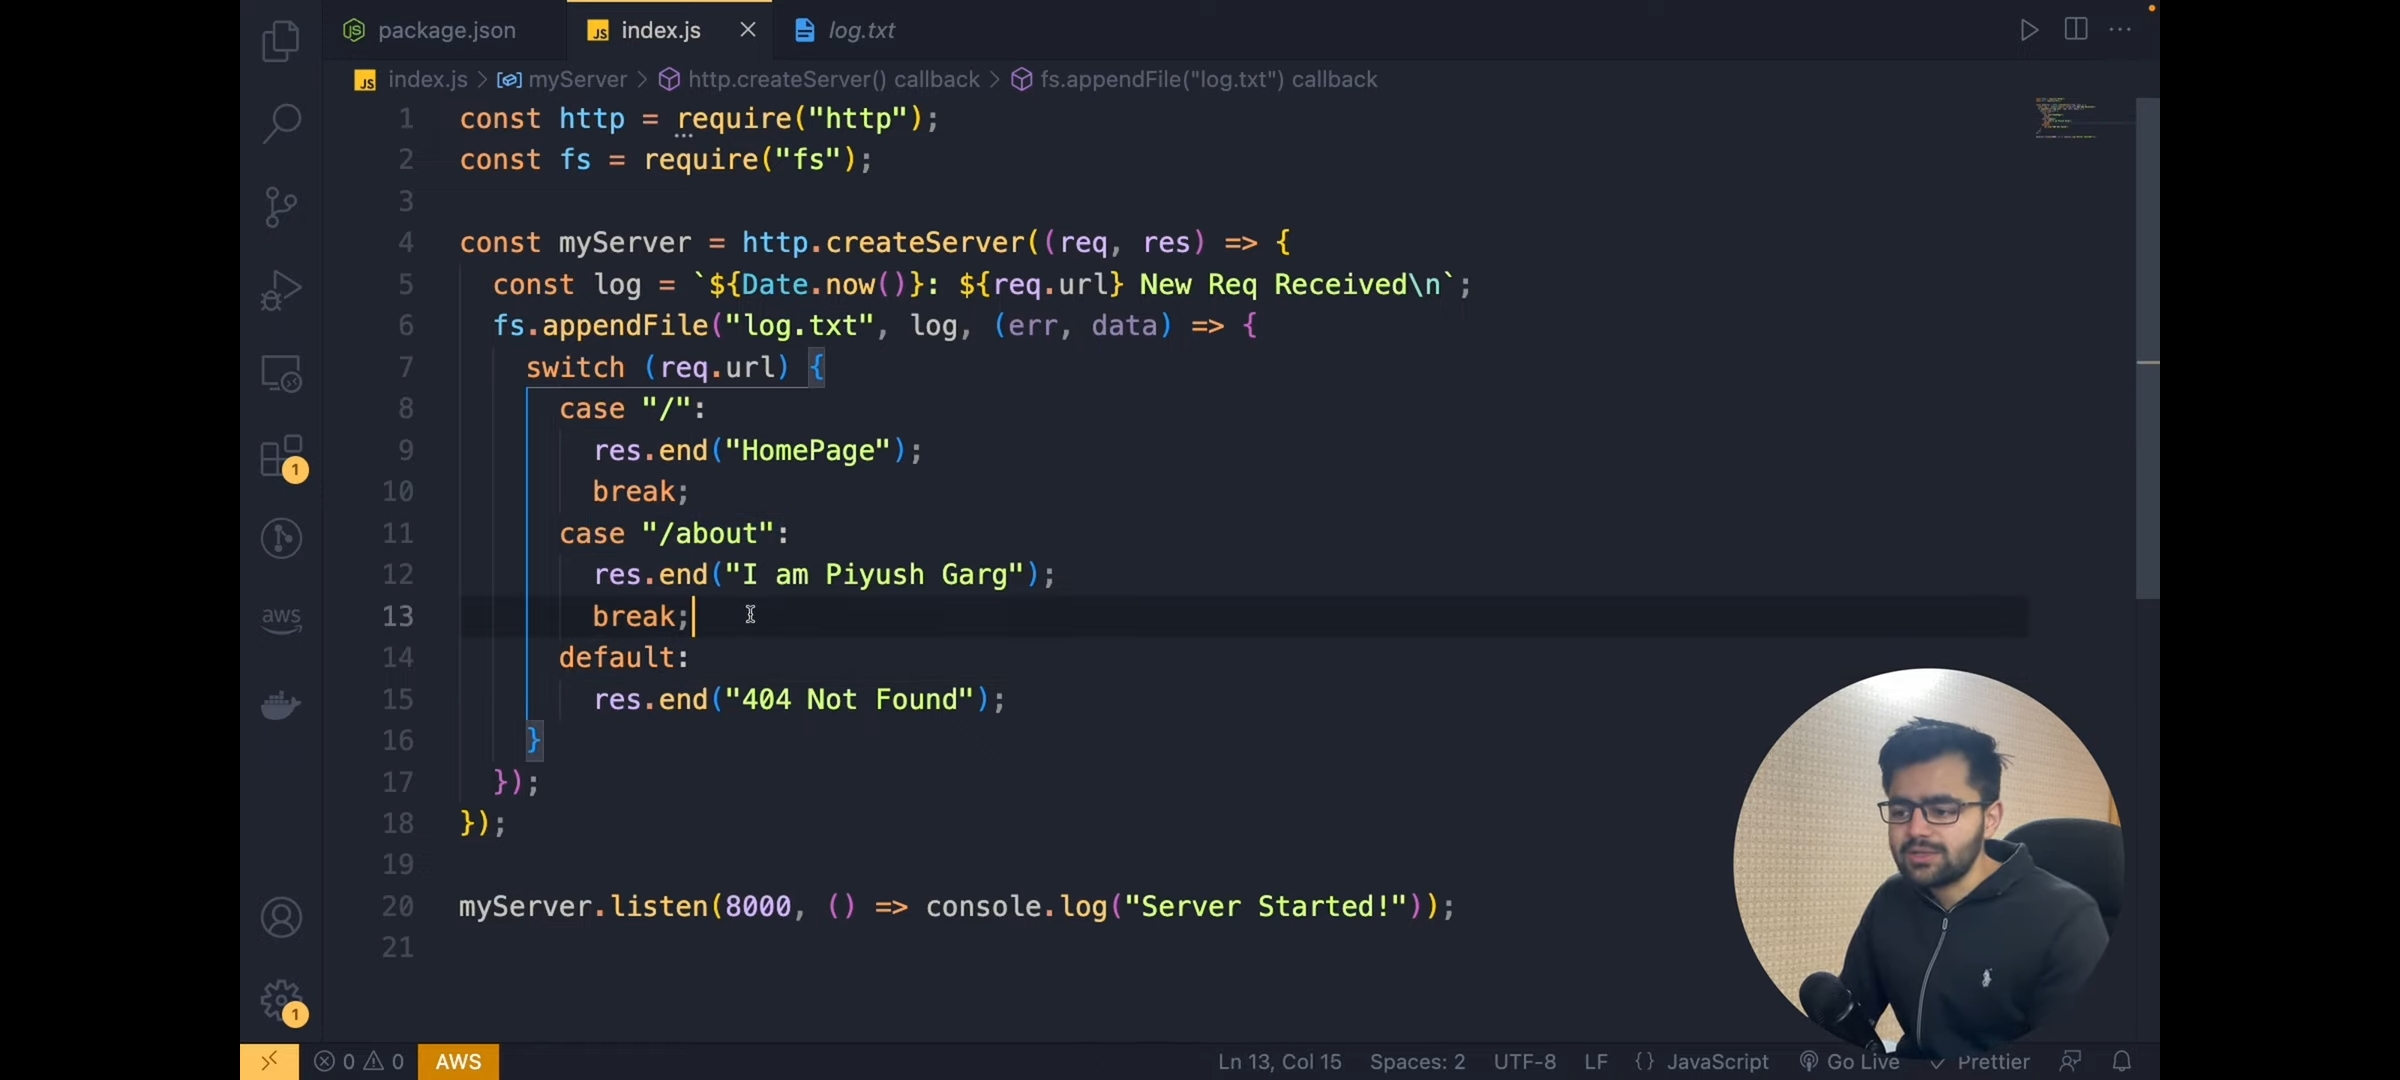 package.json index.js log.txt
index.js > myServer > http.createServer() callback > fs.appendFile("log.txt") callback
1 const http = require("http");
2 const fs = require("fs");
3
4 const myServer = http.createServer((req, res) => {
5 const log = `${Date.now()}: ${req.url} New Req Received\n`;
6 fs.appendFile("log.txt", log, (err, data) => {
7 switch (req.url) {
8 case "/":
9 res.end("HomePage");
10 break;
11 case "/about":
12 res.end("I am Piyush Garg");
13 break;
14 default:
15 res.end("404 Not Found");
16 }
17 });
18 });
19
20 myServer.listen(8000, () => console.log("Server Started!"));
21
1
aws
1
0 0 AWS Ln 13, Col 15 Spaces: 2 UTF-8 LF {} JavaScript Go Live Prettier